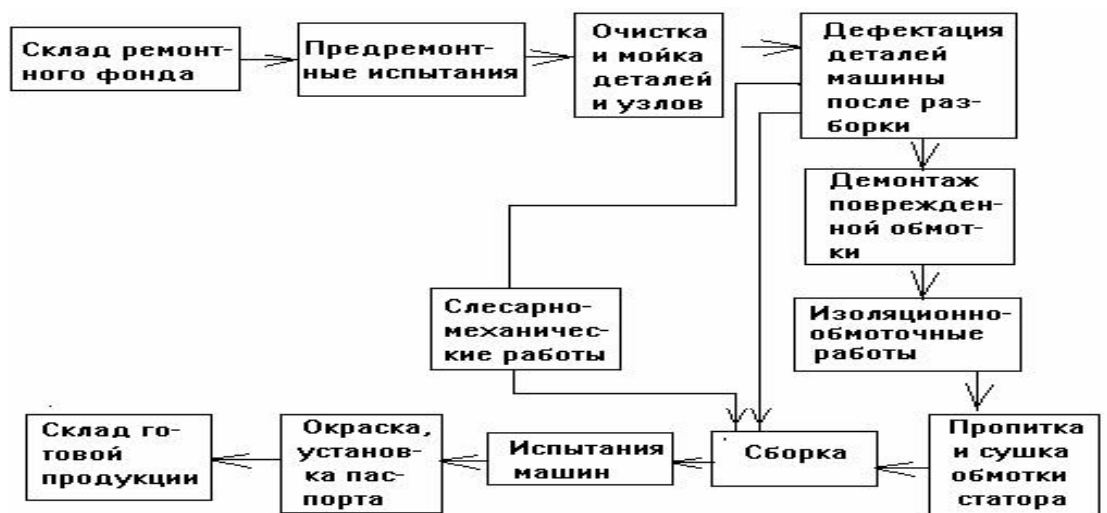 Склад ремонт-
ного фонда
Предремонт-
ные испытания
Очистка
и мойка
деталей
и узлов
Дефектация
деталей
машины
после раз-
борки
Демонтаж
поврежден-
ной обмот-
ки
Изоляционно-
обмоточные
работы
Слесарно-
механичес-
кие работы
Склад го-
товой
продукции
Окраска,
установ-
ка пас-
порта
Испытания
машин
Сборка
Пропитка
и сушка
обмотки
статора